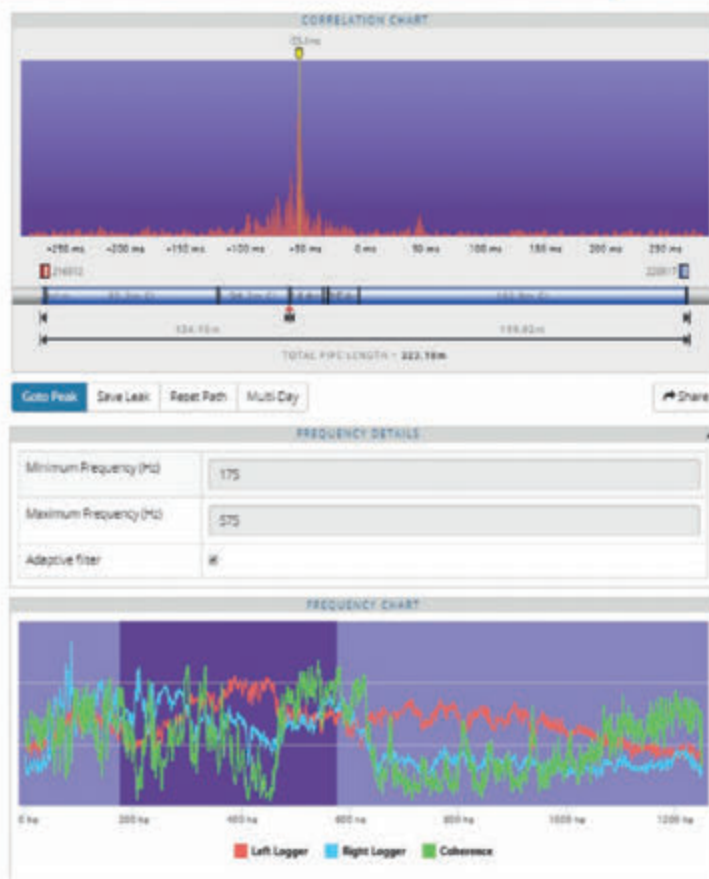 CORRELATION CHART
-250 ms -200 ms -150 ms -100 ms -50 ms 0 ms 50 ms 100 ms 150 ms 200 ms 250 ms
TOTAL PIPE LENGTH - 323.10m
Goto Peak Save Leak Reset Path Multi-Day Share
FREQUENCY DETAILS
Minimum Frequency (Hz) 175
Maximum Frequency (Hz) 575
Adaptive filter
FREQUENCY CHART
0 hz 200 hz 400 hz 600 hz 800 hz 1000 hz 1200 hz
Left Logger Right Logger Coherence